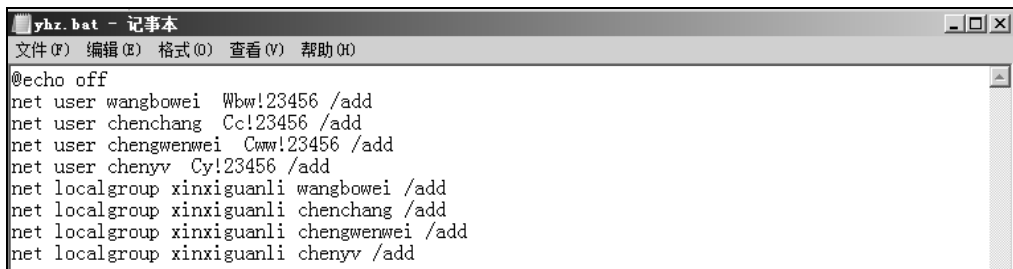 yhz.bat - 记事本
文件(F) 编辑(E) 格式(O) 查看(V) 帮助(H)
@echo off
net user wangbowei  Wbw!23456 /add
net user chenchang  Cc!23456 /add
net user chengwenwei  Cww!23456 /add
net user chenyv  Cy!23456 /add
net localgroup xinxiguanli wangbowei /add
net localgroup xinxiguanli chenchang /add
net localgroup xinxiguanli chengwenwei /add
net localgroup xinxiguanli chenyv /add